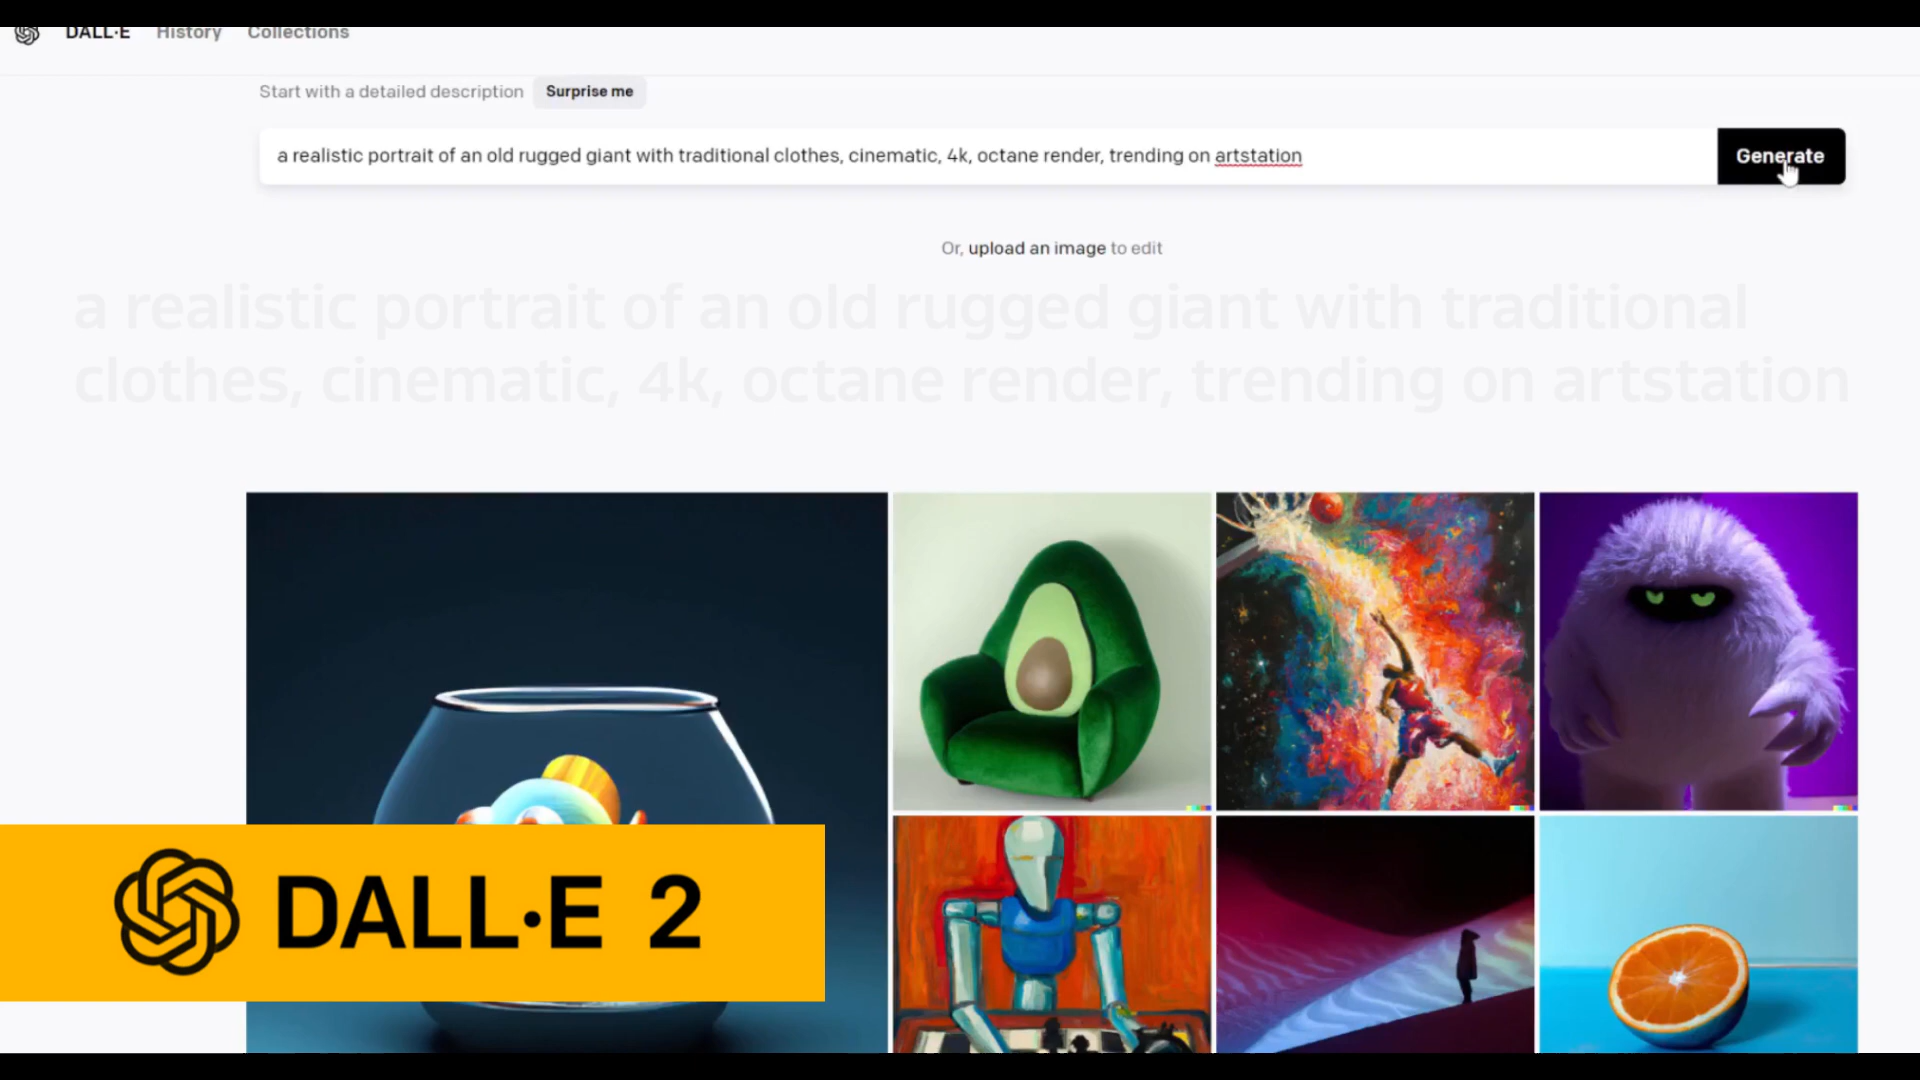 DALL·E History Collections
Start with a detailed description Surprise me
a realistic portrait of an old rugged giant with traditional clothes, cinematic, 4k, octane render, trending on artstation Generate
Or, upload an image to edit
a realistic portrait of an old rugged giant with traditional
clothes, cinematic, 4k, octane render, trending on artstation
DALL·E 2